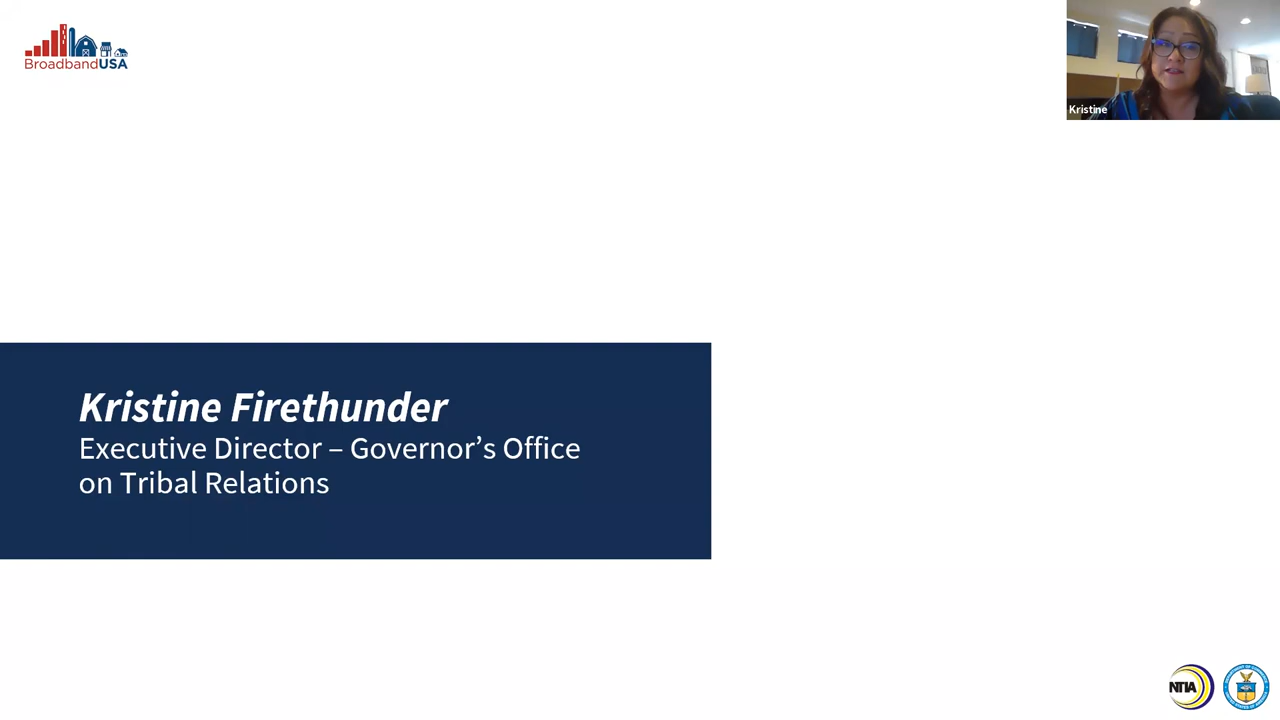 BroadbandUSA
Kristine
Kristine Firethunder
Executive Director – Governor's Office
on Tribal Relations
NTIA